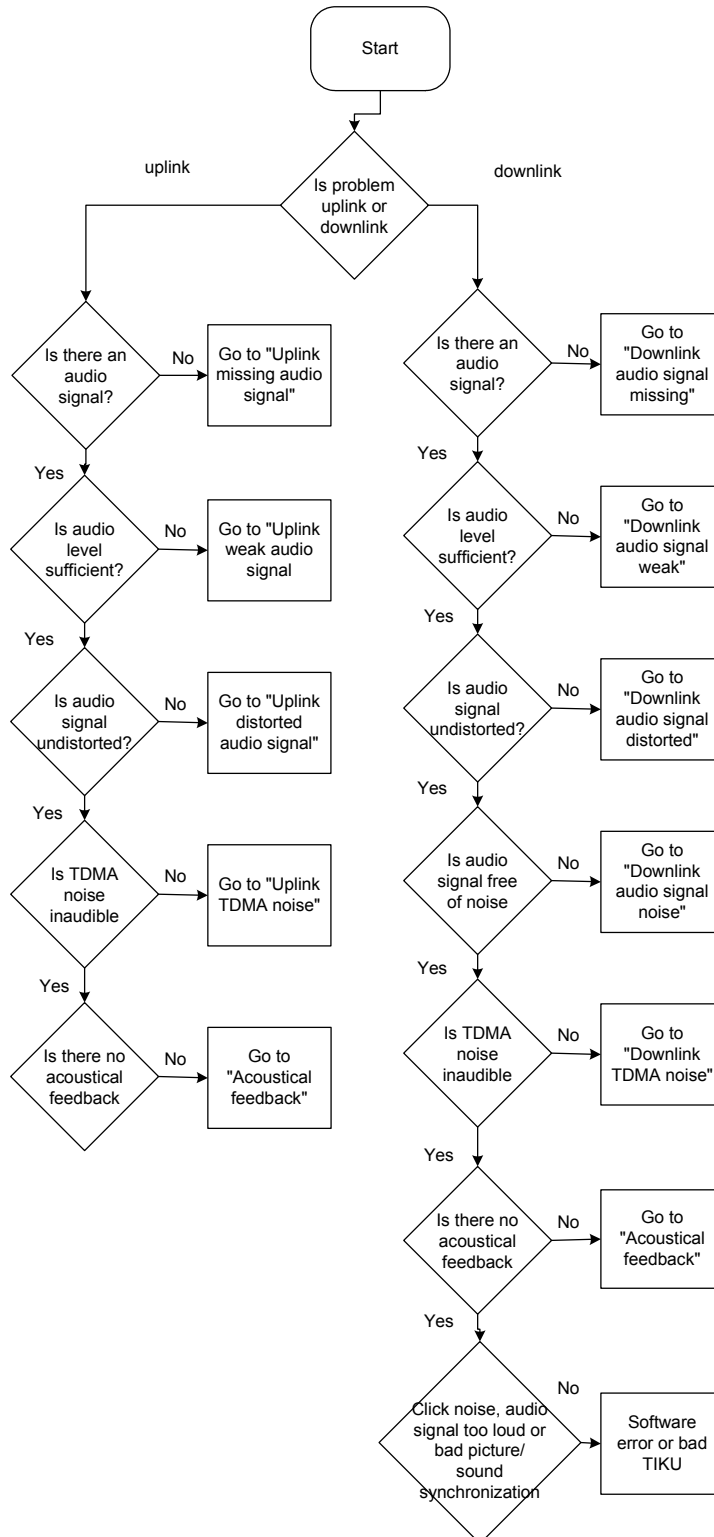 Start
uplink
downlink
Is problem
uplink or
downlink
Is there an
audio
signal?
No
Go to "Uplink
missing audio
signal"
Yes
Is audio
level
sufficient?
No
Go to "Uplink
weak audio
signal
Yes
Is audio
signal
undistorted?
No
Go to "Uplink
distorted
audio signal"
Yes
Is TDMA
noise
inaudible
No
Go to "Uplink
TDMA noise"
Yes
Is there no
acoustical
feedback
No
Go to
"Acoustical
feedback"
Is there an
audio
signal?
No
Go to
"Downlink
audio signal
missing"
Yes
Is audio
level
sufficient?
No
Go to
"Downlink
audio signal
weak"
Yes
Is audio
signal
undistorted?
No
Go to
"Downlink
audio signal
distorted"
Yes
Is audio
signal free
of noise
No
Go to
"Downlink
audio signal
noise"
Yes
Is TDMA
noise
inaudible
No
Go to
"Downlink
TDMA noise"
Yes
Is there no
acoustical
feedback
No
Go to
"Acoustical
feedback"
Yes
Click noise, audio
signal too loud or
bad picture/
sound
synchronization
No
Software
error or bad
TIKU